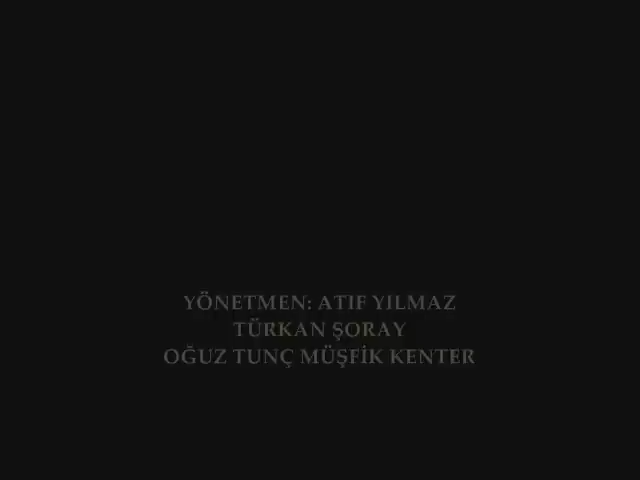 YÖNETMEN: ATIF YILMAZ
TÜRKAN ŞORAY
OĞUZ TUNÇ MÜŞFİK KENTER